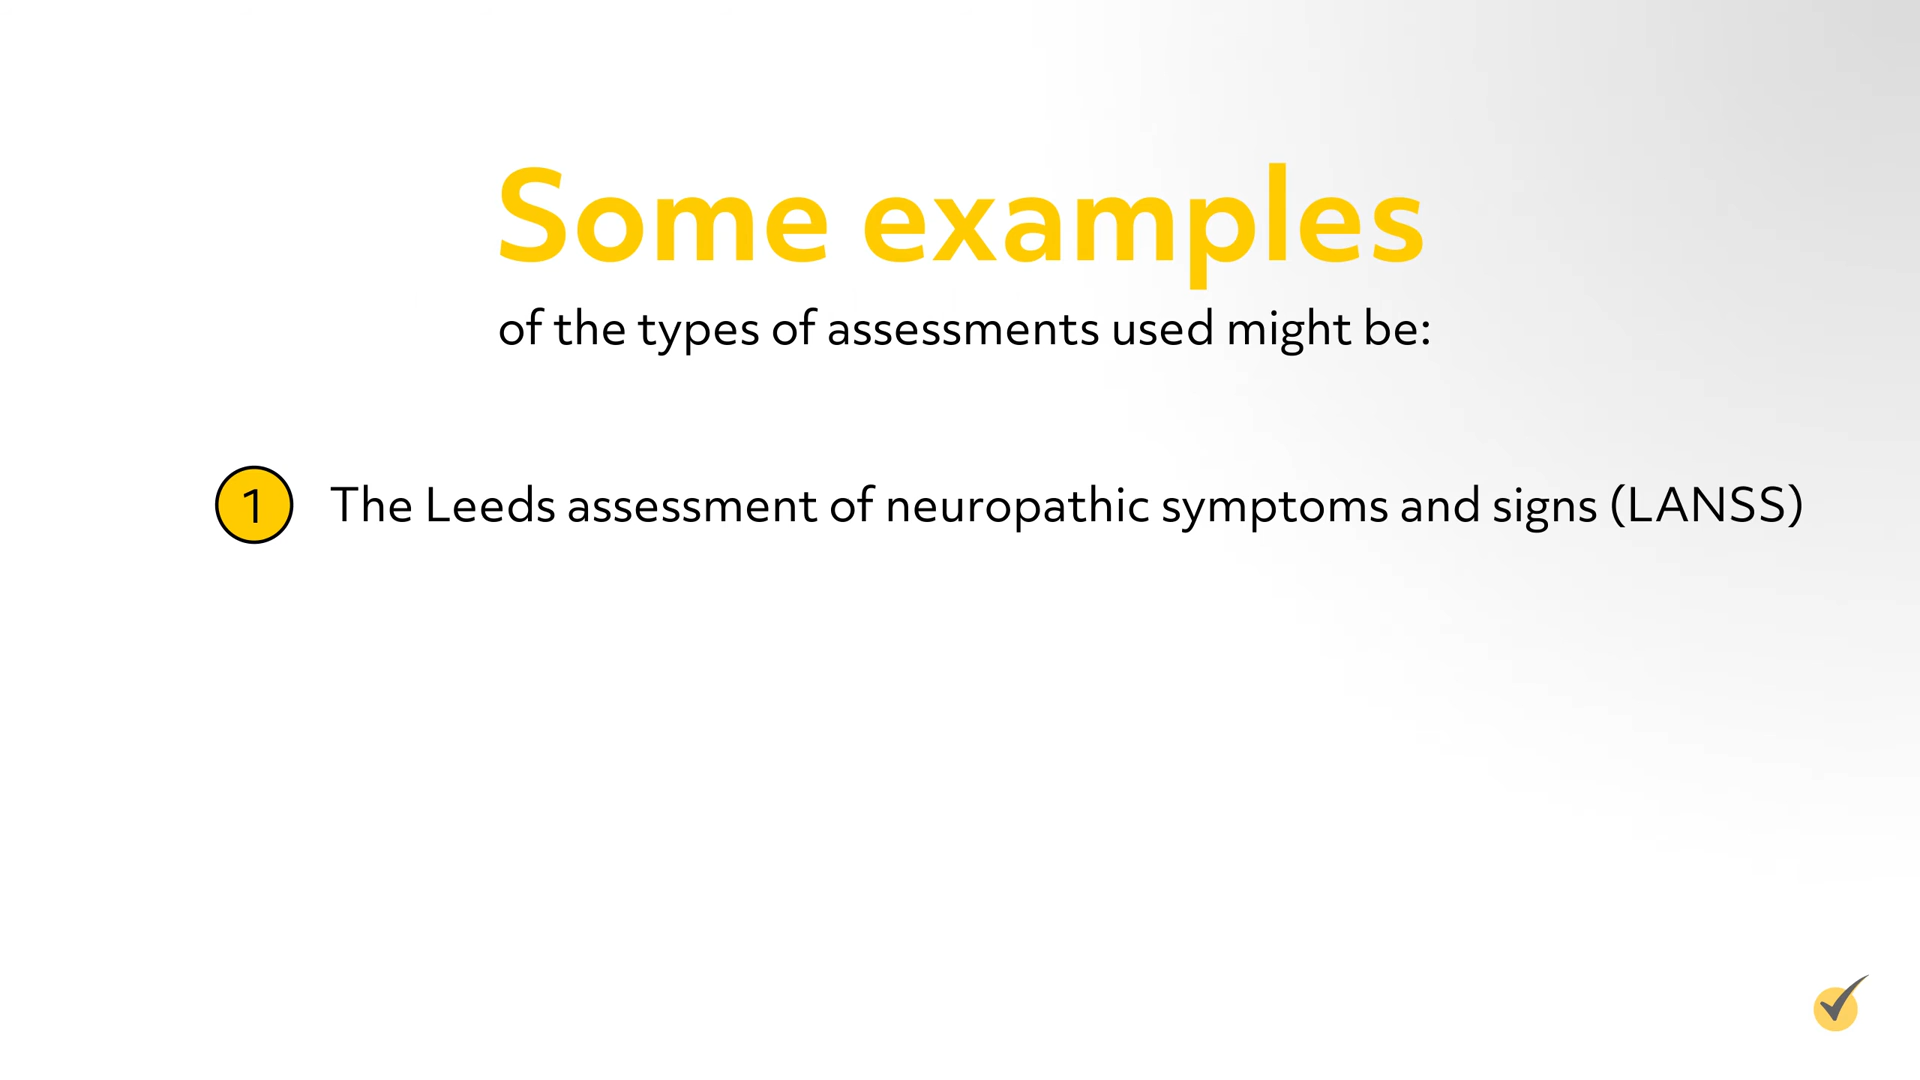 Some examples
of the types of assessments used might be:
1 The Leeds assessment of neuropathic symptoms and signs (LANSS)